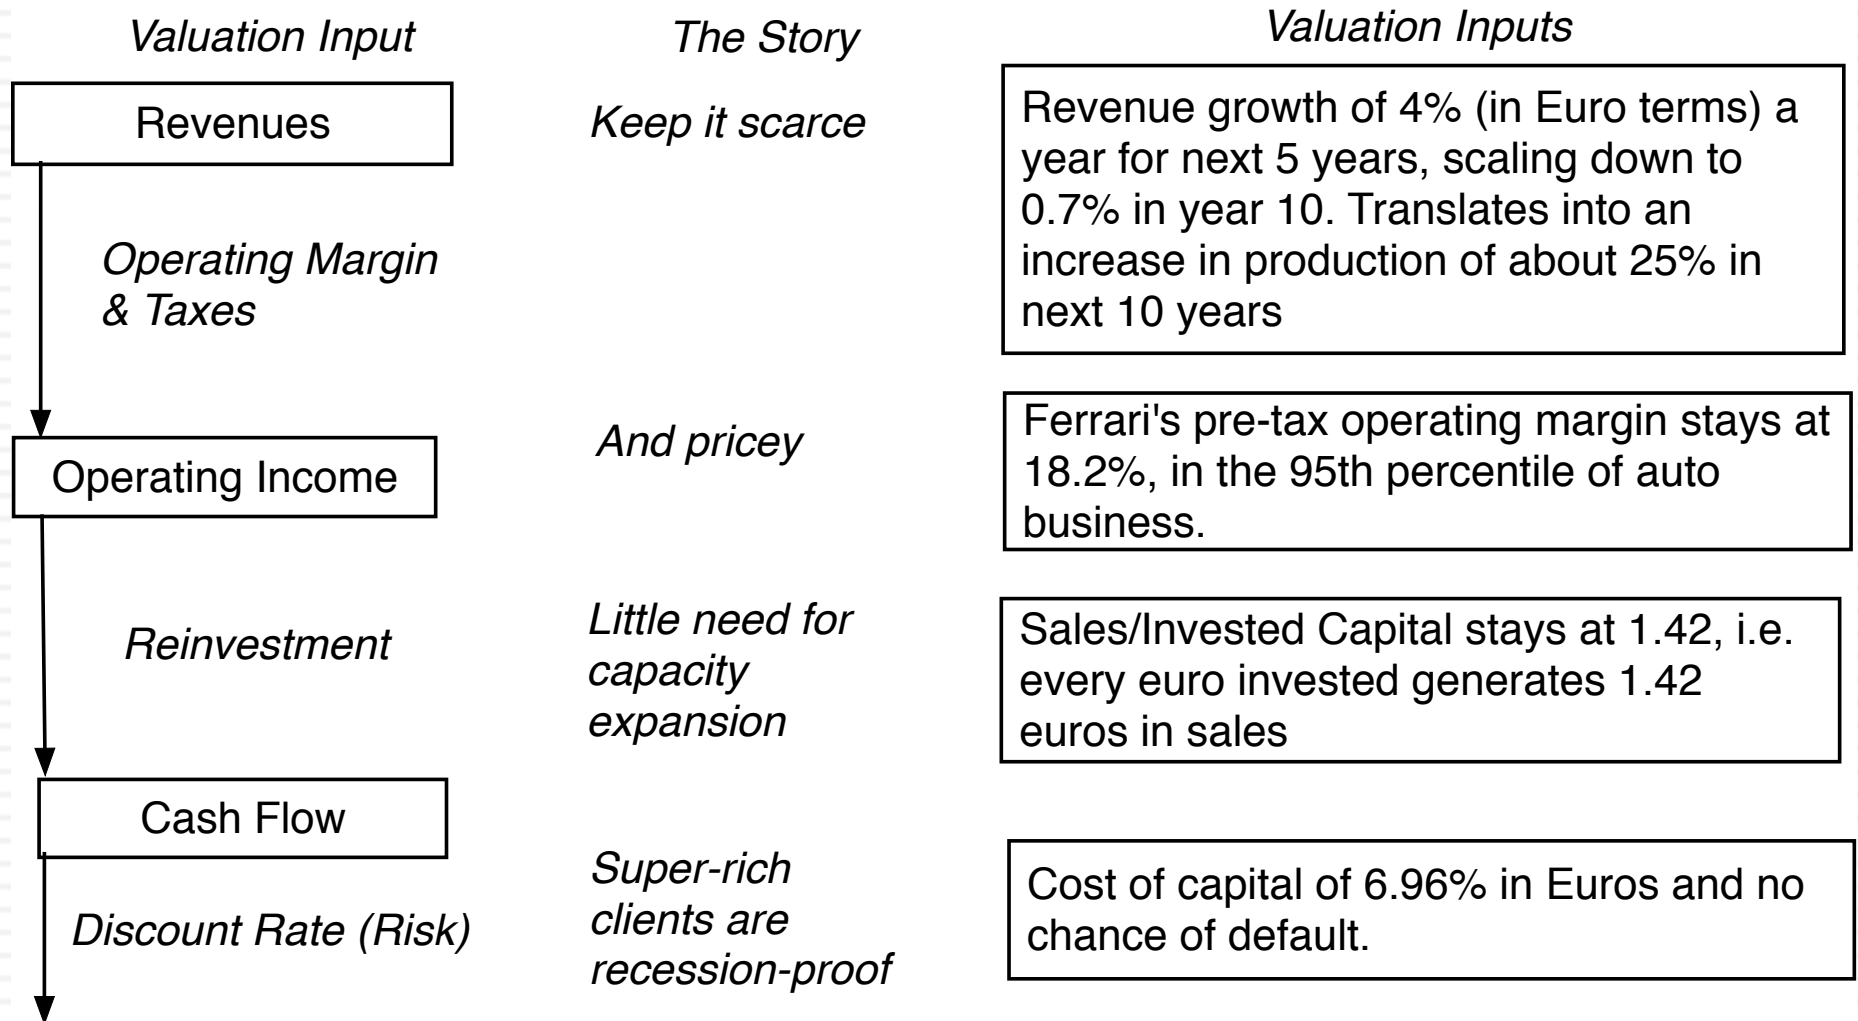 Valuation Input
The Story
Valuation Inputs
Revenues
Keep it scarce
Revenue growth of 4% (in Euro terms) a
year for next 5 years, scaling down to
0.7% in year 10. Translates into an
increase in production of about 25% in
next 10 years
Operating Margin
& Taxes
Operating Income
And pricey
Ferrari's pre-tax operating margin stays at
18.2%, in the 95th percentile of auto
business.
Reinvestment
Little need for
capacity
expansion
Sales/Invested Capital stays at 1.42, i.e.
every euro invested generates 1.42
euros in sales
Cash Flow
Discount Rate (Risk)
Super-rich
clients are
recession-proof
Cost of capital of 6.96% in Euros and no
chance of default.